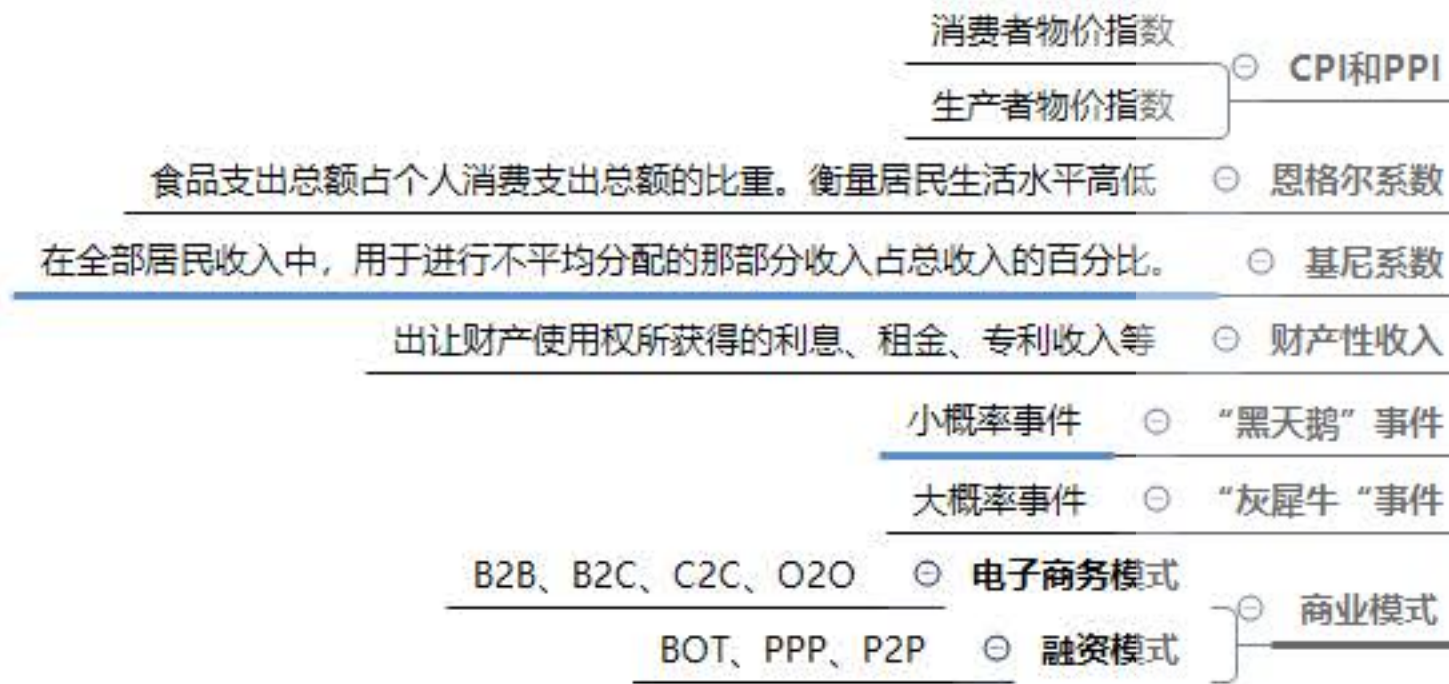 消费者物价指数
CPI和PPI
生产者物价指数
食品支出总额占个人消费支出总额的比重。衡量居民生活水平高低 恩格尔系数
在全部居民收入中，用于进行不平均分配的那部分收入占总收入的百分比。 基尼系数
出让财产使用权所获得的利息、租金、专利收入等 财产性收入
小概率事件 “黑天鹅”事件
大概率事件 “灰犀牛“事件
B2B、B2C、C2C、O2O 电子商务模式
商业模式
BOT、PPP、P2P 融资模式